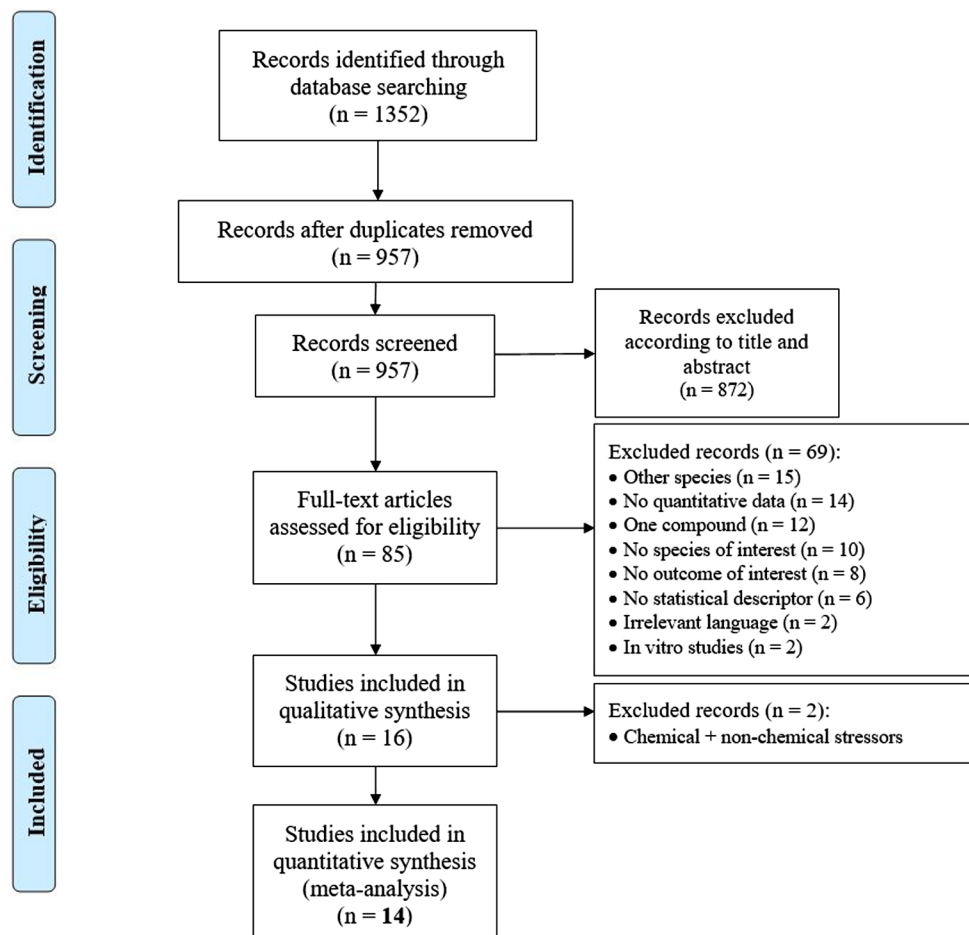 Identification
Records identified through
database searching
(n = 1352)
Records after duplicates removed
(n = 957)
Screening
Records screened
(n = 957)
Records excluded
according to title and
abstract
(n = 872)
Eligibility
Full-text articles
assessed for eligibility
(n = 85)
Excluded records (n = 69):
• Other species (n = 15)
• No quantitative data (n = 14)
• One compound (n = 12)
• No species of interest (n = 10)
• No outcome of interest (n = 8)
• No statistical descriptor (n = 6)
• Irrelevant language (n = 2)
• In vitro studies (n = 2)
Studies included in
qualitative synthesis
(n = 16)
Excluded records (n = 2):
• Chemical + non-chemical stressors
Included
Studies included in
quantitative synthesis
(meta-analysis)
(n = 14)